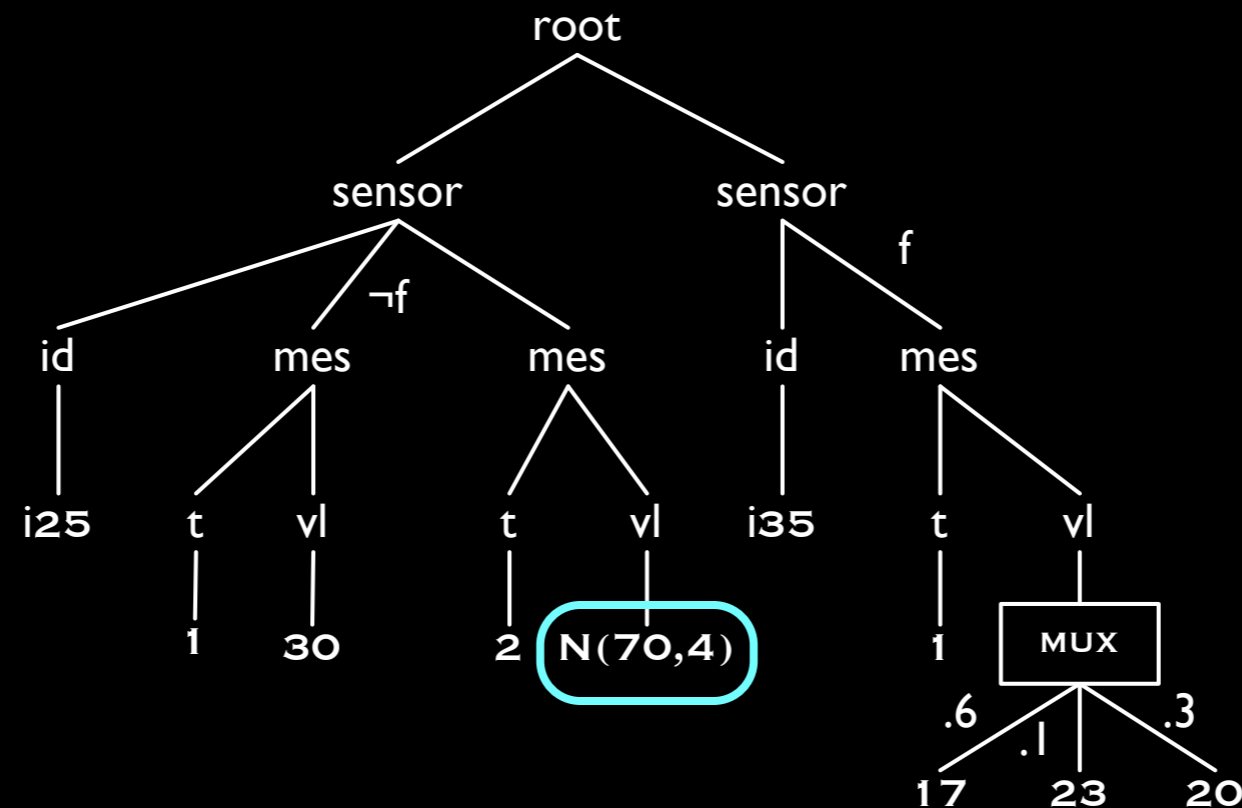 root
sensor sensor
f
¬f
id mes mes id mes
i25 t vl t vl i35 t vl
1 30 2 N(70,4) 1 MUX
.6 .1 .3
17 23 20